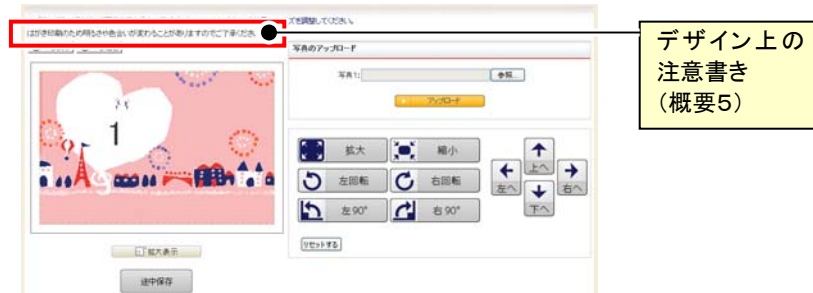 ズを調整してください。
はがき印刷のため明るさや色合いが変わることがありますのでご了承くださ
デザイン上の
注意書き
(概要5)
写真のアップロード
写真1:
参照...
アップロード
1
拡大
縮小
左回転
右回転
左90°
右90°
上へ
左へ
右へ
下へ
リセットする
拡大表示
途中保存